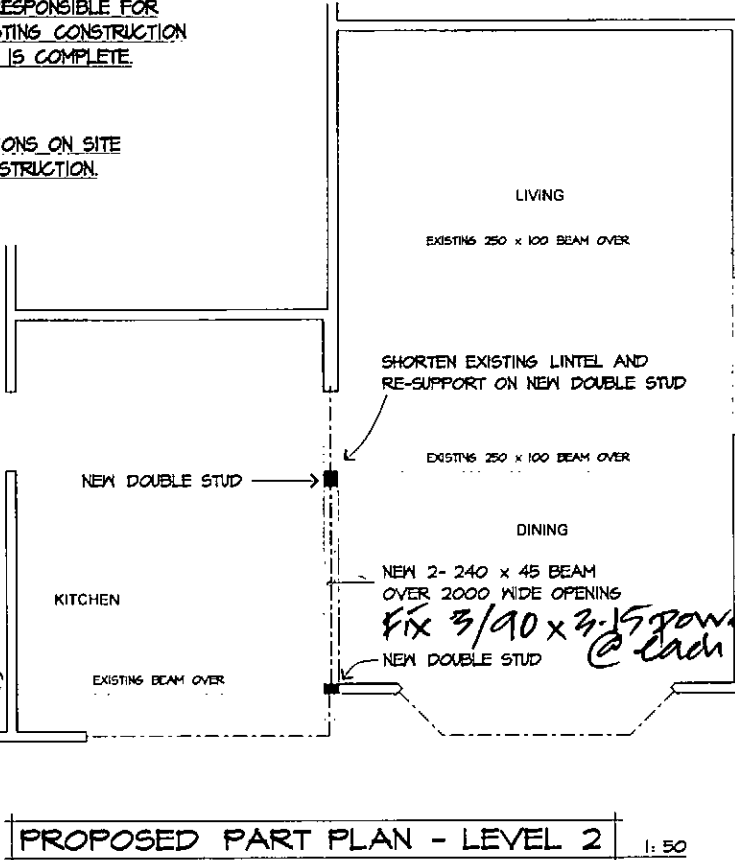 ESPONSIBLE FOR
STING CONSTRUCTION
IS COMPLETE.
ONS ON SITE
STRUCTION.
LIVING
EXISTING 250 x 100 BEAM OVER
SHORTEN EXISTING LINTEL AND
RE-SUPPORT ON NEW DOUBLE STUD
EXISTING 250 x 100 BEAM OVER
NEW DOUBLE STUD
DINING
KITCHEN
NEW 2- 240 x 45 BEAM
OVER 2000 WIDE OPENING
Fix 3/90 x 3.15 pow
@ each
NEW DOUBLE STUD
EXISTING BEAM OVER
PROPOSED PART PLAN - LEVEL 2 1:50